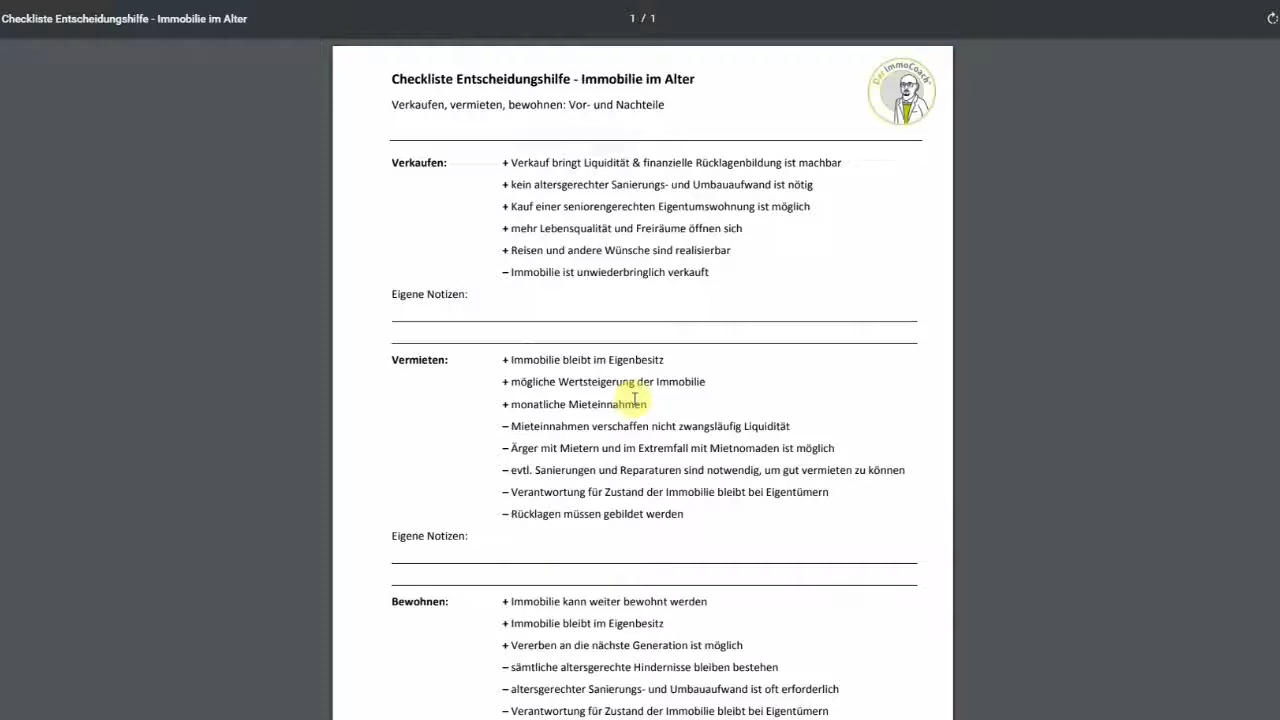 Checkliste Entscheidungshilfe - Immobilie im Alter
1 / 1
Checkliste Entscheidungshilfe - Immobilie im Alter
Der ImmoCoach
Verkaufen, vermieten, bewohnen: Vor- und Nachteile
Verkaufen: + Verkauf bringt Liquidität & finanzielle Rücklagenbildung ist machbar
+ kein altersgerechter Sanierungs- und Umbauaufwand ist nötig
+ Kauf einer seniorengerechten Eigentumswohnung ist möglich
+ mehr Lebensqualität und Freiräume öffnen sich
+ Reisen und andere Wünsche sind realisierbar
– Immobilie ist unwiederbringlich verkauft
Eigene Notizen:
Vermieten: + Immobilie bleibt im Eigenbesitz
+ mögliche Wertsteigerung der Immobilie
+ monatliche Mieteinnahmen
– Mieteinnahmen verschaffen nicht zwangsläufig Liquidität
– Ärger mit Mietern und im Extremfall mit Mietnomaden ist möglich
– evtl. Sanierungen und Reparaturen sind notwendig, um gut vermieten zu können
– Verantwortung für Zustand der Immobilie bleibt bei Eigentümern
– Rücklagen müssen gebildet werden
Eigene Notizen:
Bewohnen: + Immobilie kann weiter bewohnt werden
+ Immobilie bleibt im Eigenbesitz
+ Vererben an die nächste Generation ist möglich
– sämtliche altersgerechte Hindernisse bleiben bestehen
– altersgerechter Sanierungs- und Umbauaufwand ist oft erforderlich
– Verantwortung für Zustand der Immobilie bleibt bei Eigentümern